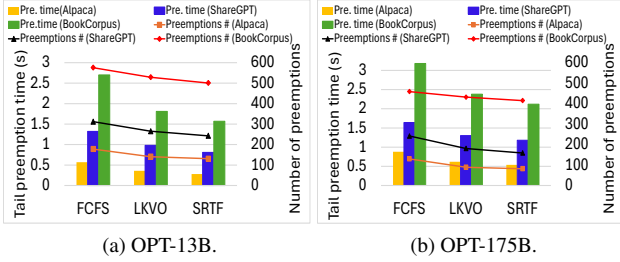 Pre. time(Alpaca) Pre. time(ShareGPT)
Pre.time(BookCorpus) Preemptions # (Alpaca)
Preemptions # (ShareGPT) Preemptions #(BookCorpus)
Tail preemption time (s)
3
2.5
2
1.5
1
0.5
0
600
500
400
300
200
100
0
Number of preemptions
FCFS LKVO SRTF
(a) OPT-13B.
Pre. time(Alpaca) Pre. time (ShareGPT)
Pre. time (BookCorpus) Preemptions # (Alpaca)
Preemptions #(ShareGPT) Preemptions #(BookCorpus)
Tail preemption time (s)
3
2.5
2
1.5
1
0.5
0
600
500
400
300
200
100
0
Number of preemptions
FCFS LKVO SRTF
(b) OPT-175B.